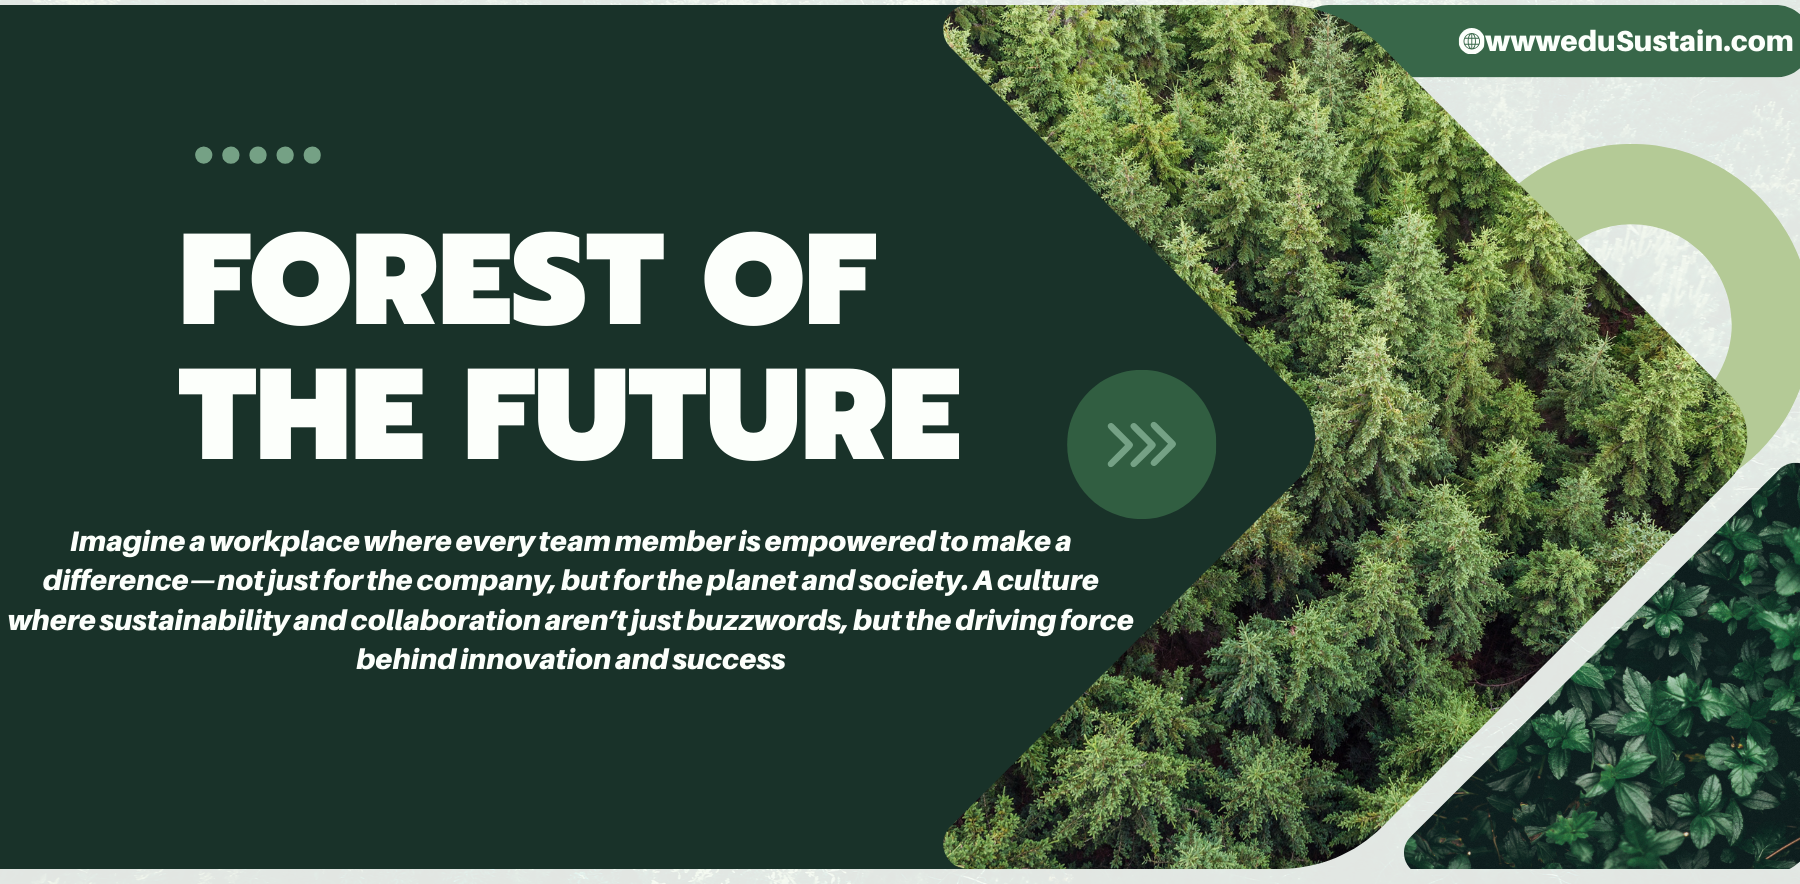 wwweduSustain.com
FOREST OF
THE FUTURE
Imagine a workplace where every team member is empowered to make a
difference—not just for the company, but for the planet and society. A culture
where sustainability and collaboration aren’t just buzzwords, but the driving force
behind innovation and success